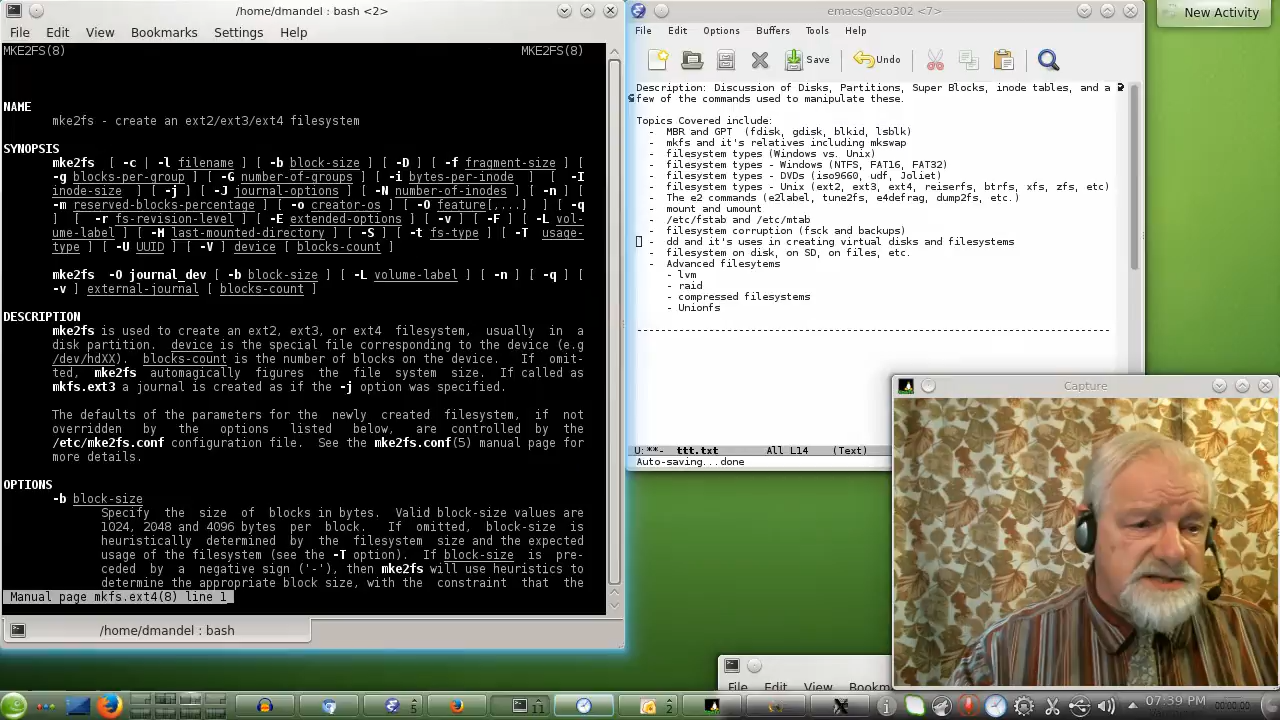 /home/dmandel : bash <2>
File Edit View Bookmarks Settings Help
MKE2FS(8) MKE2FS(8)
NAME
mke2fs - create an ext2/ext3/ext4 filesystem
SYNOPSIS
mke2fs [ -c | -l filename ] [ -b block-size ] [ -D ] [ -f fragment-size ] [
-g blocks-per-group ] [ -G number-of-groups ] [ -i bytes-per-inode ] [ -I
inode-size ] [ -j ] [ -J journal-options ] [ -N number-of-inodes ] [ -n ] [
-m reserved-blocks-percentage ] [ -o creator-os ] [ -O feature[,...] ] [ -q
] [ -r fs-revision-level ] [ -E extended-options ] [ -v ] [ -F ] [ -L vol-
ume-label ] [ -M last-mounted-directory ] [ -S ] [ -t fs-type ] [ -T usage-
type ] [ -U UUID ] [ -V ] device [ blocks-count ]
mke2fs -O journal_dev [ -b block-size ] [ -L volume-label ] [ -n ] [ -q ] [
-v ] external-journal [ blocks-count ]
DESCRIPTION
mke2fs is used to create an ext2, ext3, or ext4 filesystem, usually in a
disk partition. device is the special file corresponding to the device (e.g
/dev/hdXX). blocks-count is the number of blocks on the device. If omit-
ted, mke2fs automagically figures the file system size. If called as
mkfs.ext3 a journal is created as if the -j option was specified.
The defaults of the parameters for the newly created filesystem, if not
overridden by the options listed below, are controlled by the
/etc/mke2fs.conf configuration file. See the mke2fs.conf(5) manual page for
more details.
OPTIONS
-b block-size
Specify the size of blocks in bytes. Valid block-size values are
1024, 2048 and 4096 bytes per block. If omitted, block-size is
heuristically determined by the filesystem size and the expected
usage of the filesystem (see the -T option). If block-size is pre-
ceded by a negative sign ('-'), then mke2fs will use heuristics to
determine the appropriate block size, with the constraint that the
Manual page mkfs.ext4(8) line 1
/home/dmandel : bash
emacs@sco302 <7>
File Edit Options Buffers Tools Help
Save Undo
Description: Discussion of Disks, Partitions, Super Blocks, inode tables, and a
few of the commands used to manipulate these.
Topics Covered include:
- MBR and GPT (fdisk, gdisk, blkid, lsblk)
- mkfs and it's relatives including mkswap
- filesystem types (Windows vs. Unix)
- filesystem types - Windows (NTFS, FAT16, FAT32)
- filesystem types - DVDs (iso9660, udf, Joliet)
- filesystem types - Unix (ext2, ext3, ext4, reiserfs, btrfs, xfs, zfs, etc)
- The e2 commands (e2label, tune2fs, e4defrag, dump2fs, etc.)
- mount and umount
- /etc/fstab and /etc/mtab
- filesystem corruption (fsck and backups)
- dd and it's uses in creating virtual disks and filesystems
- filesystem on disk, on SD, on files, etc.
- Advanced filesytems
- lvm
- raid
- compressed filesystems
- Unionfs
----------------------------------------------------------------------------------
U:**- ttt.txt All L14 (Text)
Auto-saving...done
New Activity
Capture
File Edit View Bookm
5
11
2
07:39 PM
00:00:00